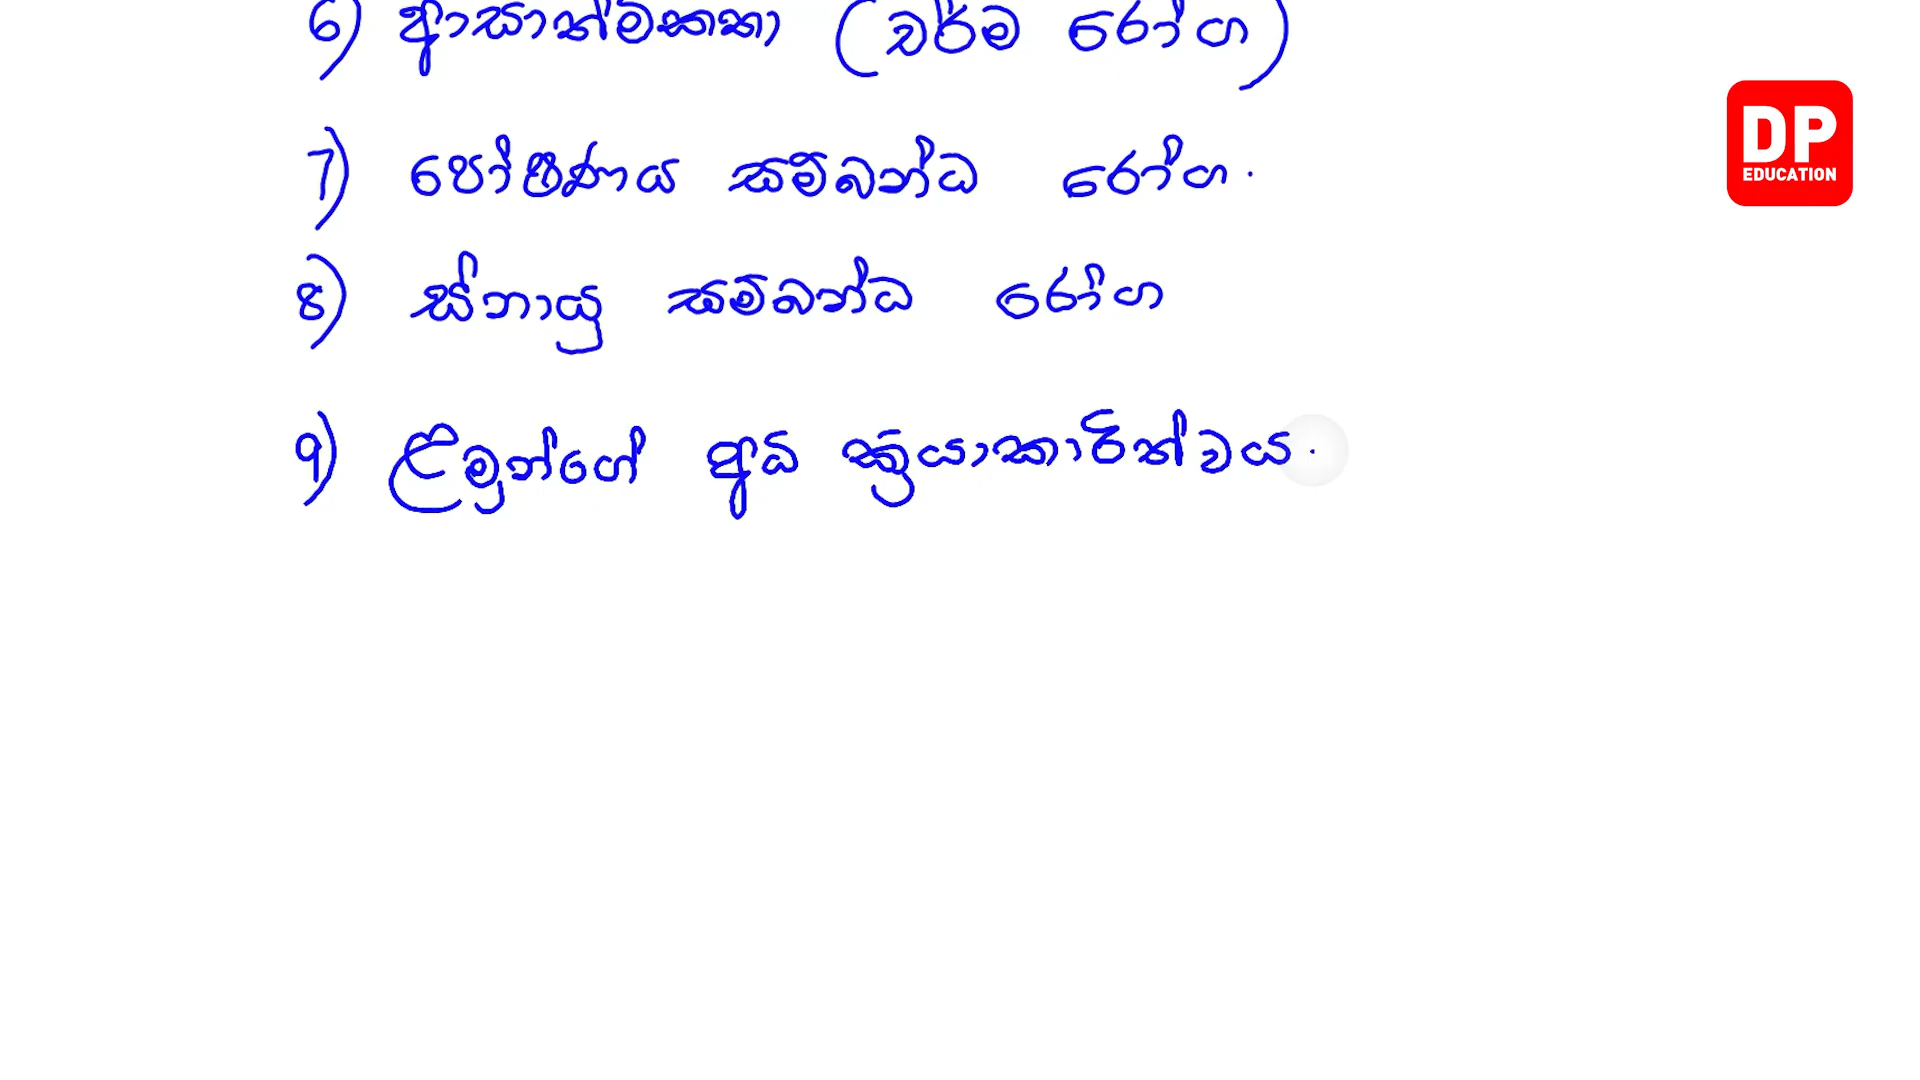 6) ආසාත්මිකතා (චර්ම රෝග)
DP
EDUCATION
7) පෝෂණය සම්බන්ධ රෝග.
8) ස්නායු සම්බන්ධ රෝග
9) ළමුන්ගේ අධි ක්‍රියාකාරිත්වය.